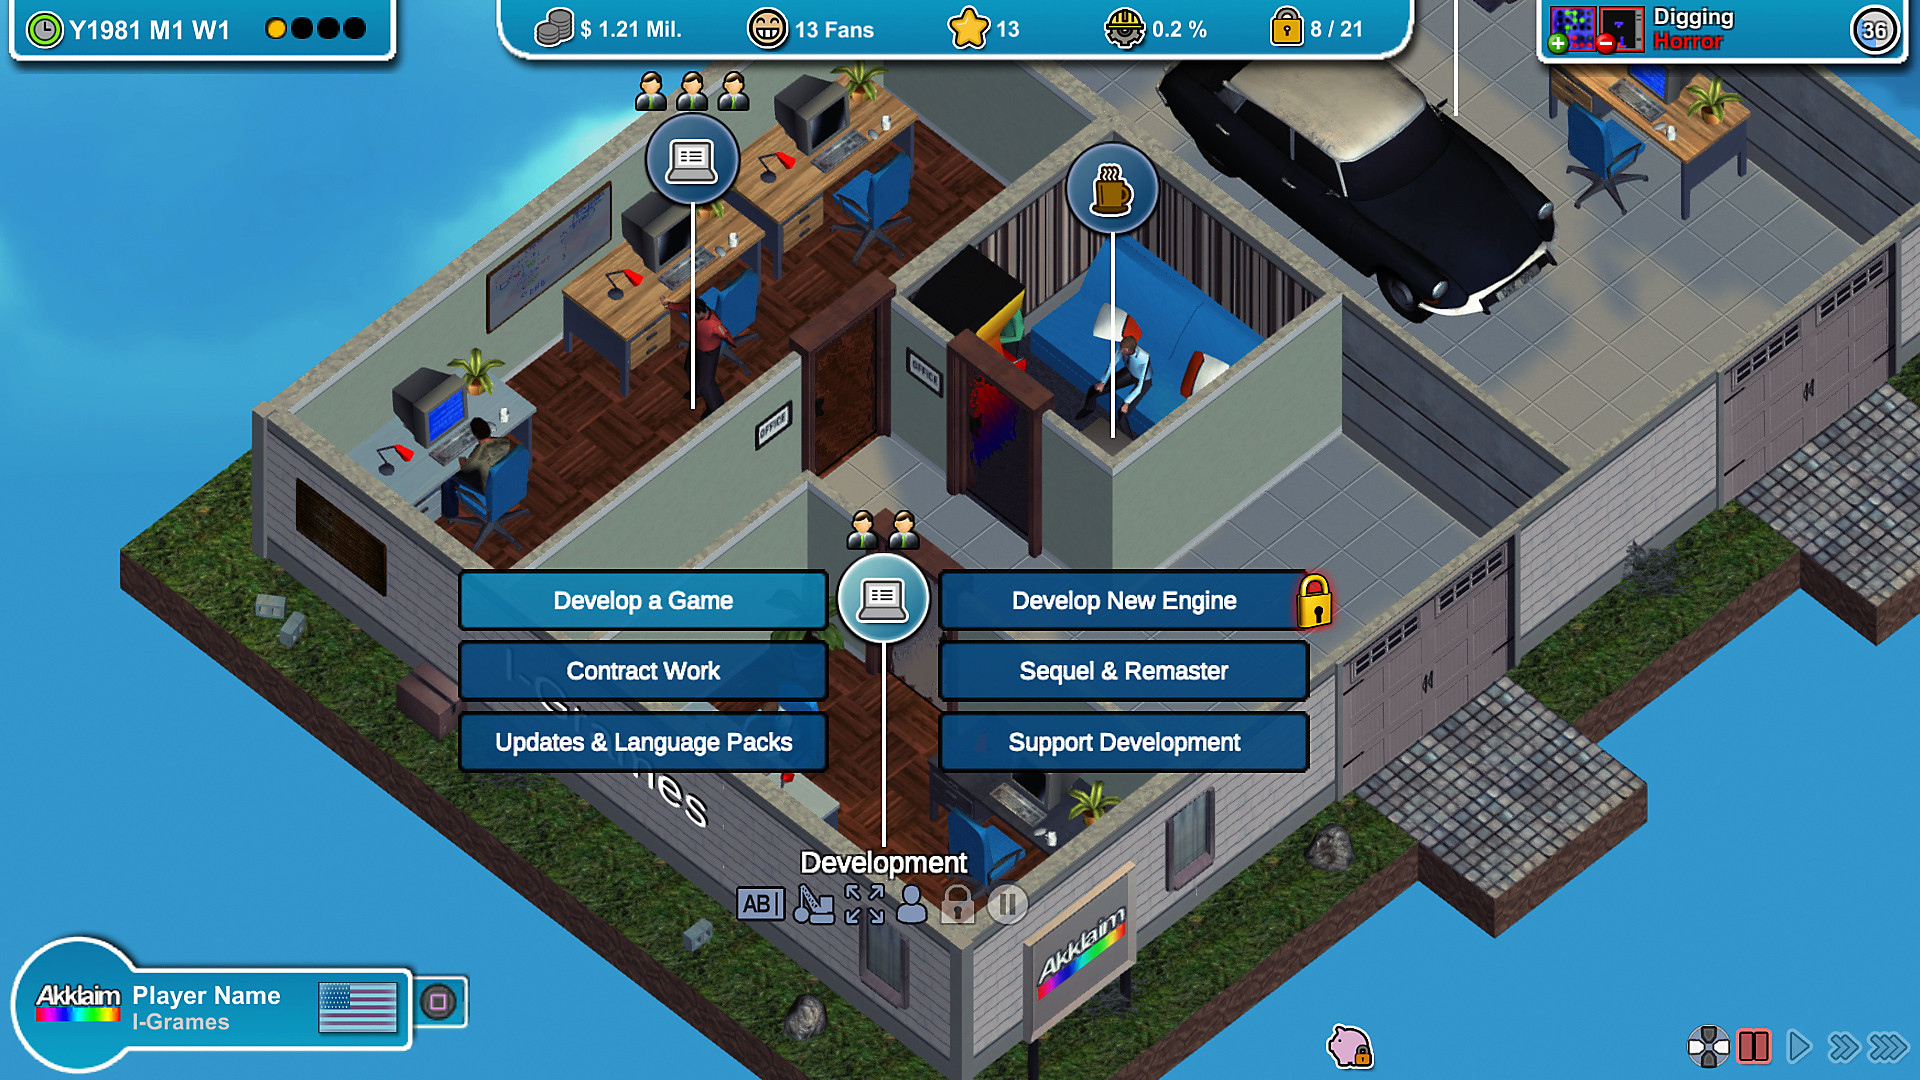 Y1981 M1 W1
$ 1.21 Mil.
13 Fans
13
0.2 %
8 / 21
Digging
Horror
36
OFFICE
OFFICE
Develop a Game
Develop New Engine
Contract Work
Sequel & Remaster
Updates & Language Packs
Support Development
Development
AB
Akklaim
Akklaim
Player Name
I-Grames